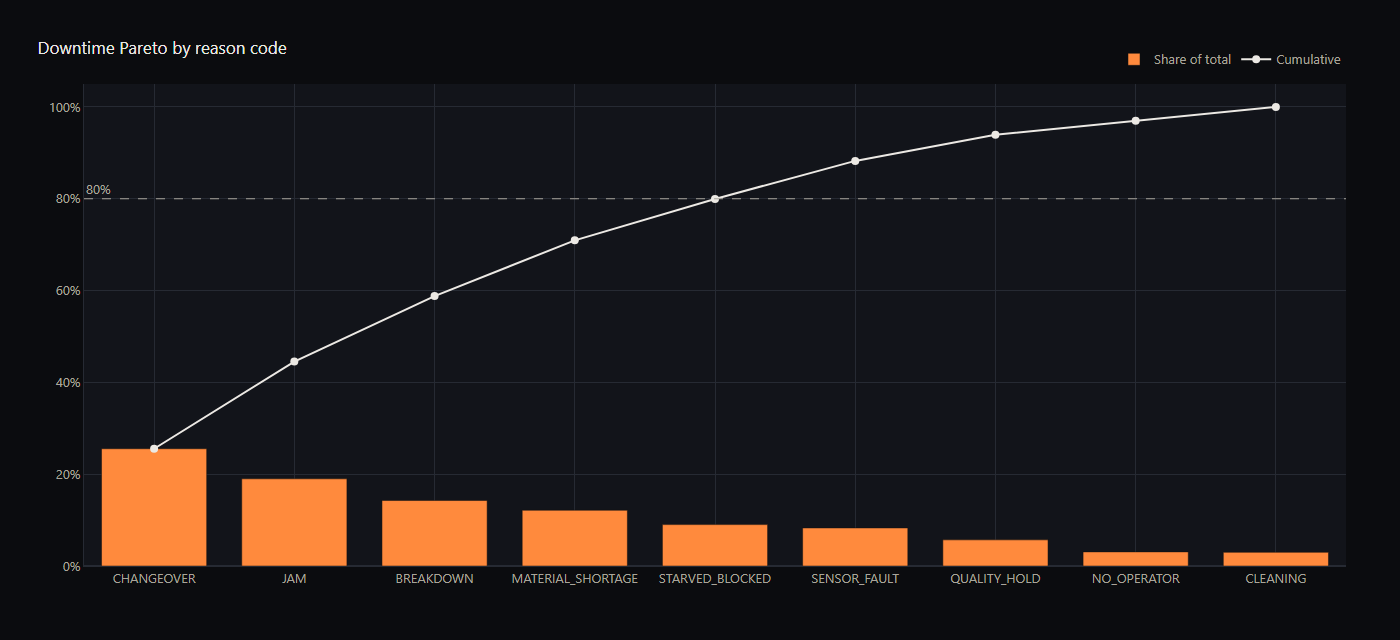 Downtime Pareto by reason code
Share of total
Cumulative
100%
80%
80%
60%
40%
20%
0%
CHANGEOVER
JAM
BREAKDOWN
MATERIAL_SHORTAGE
STARVED_BLOCKED
SENSOR_FAULT
QUALITY_HOLD
NO_OPERATOR
CLEANING